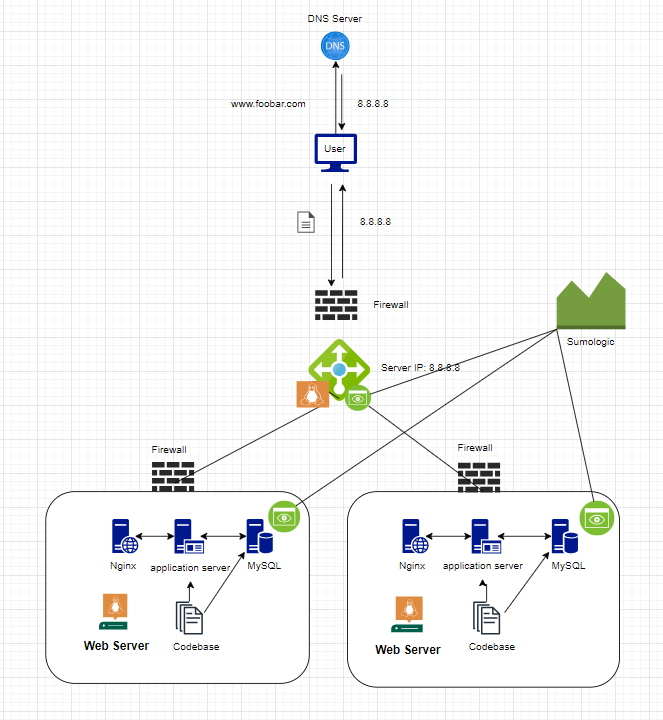 DNS Server
DNS
www.foobar.com
8.8.8.8
User
8.8.8.8
Firewall
Sumologic
Server IP: 8.8.8.8
Firewall
Firewall
Nginx
application server
MySQL
Web Server
Codebase
Nginx
application server
MySQL
Web Server
Codebase